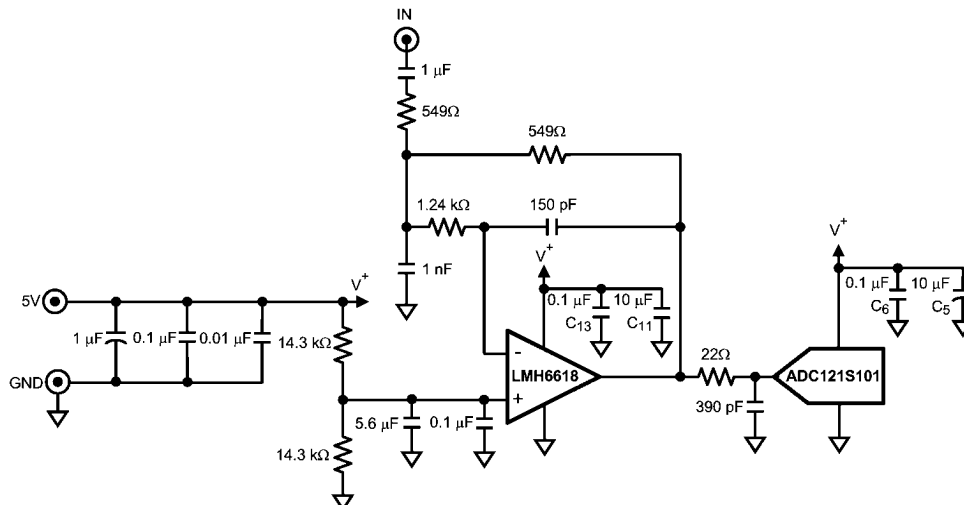 IN
1 μF
549Ω
549Ω
1.24 kΩ
150 pF
V+
V+
1 nF
0.1 μF
10 μF
C6
C5
5V
V+
0.1 μF
10 μF
C13
C11
1 μF
0.1 μF
0.01 μF
14.3 kΩ
-
LMH6618
22Ω
ADC121S101
GND
+
390 pF
5.6 μF
0.1 μF
14.3 kΩ